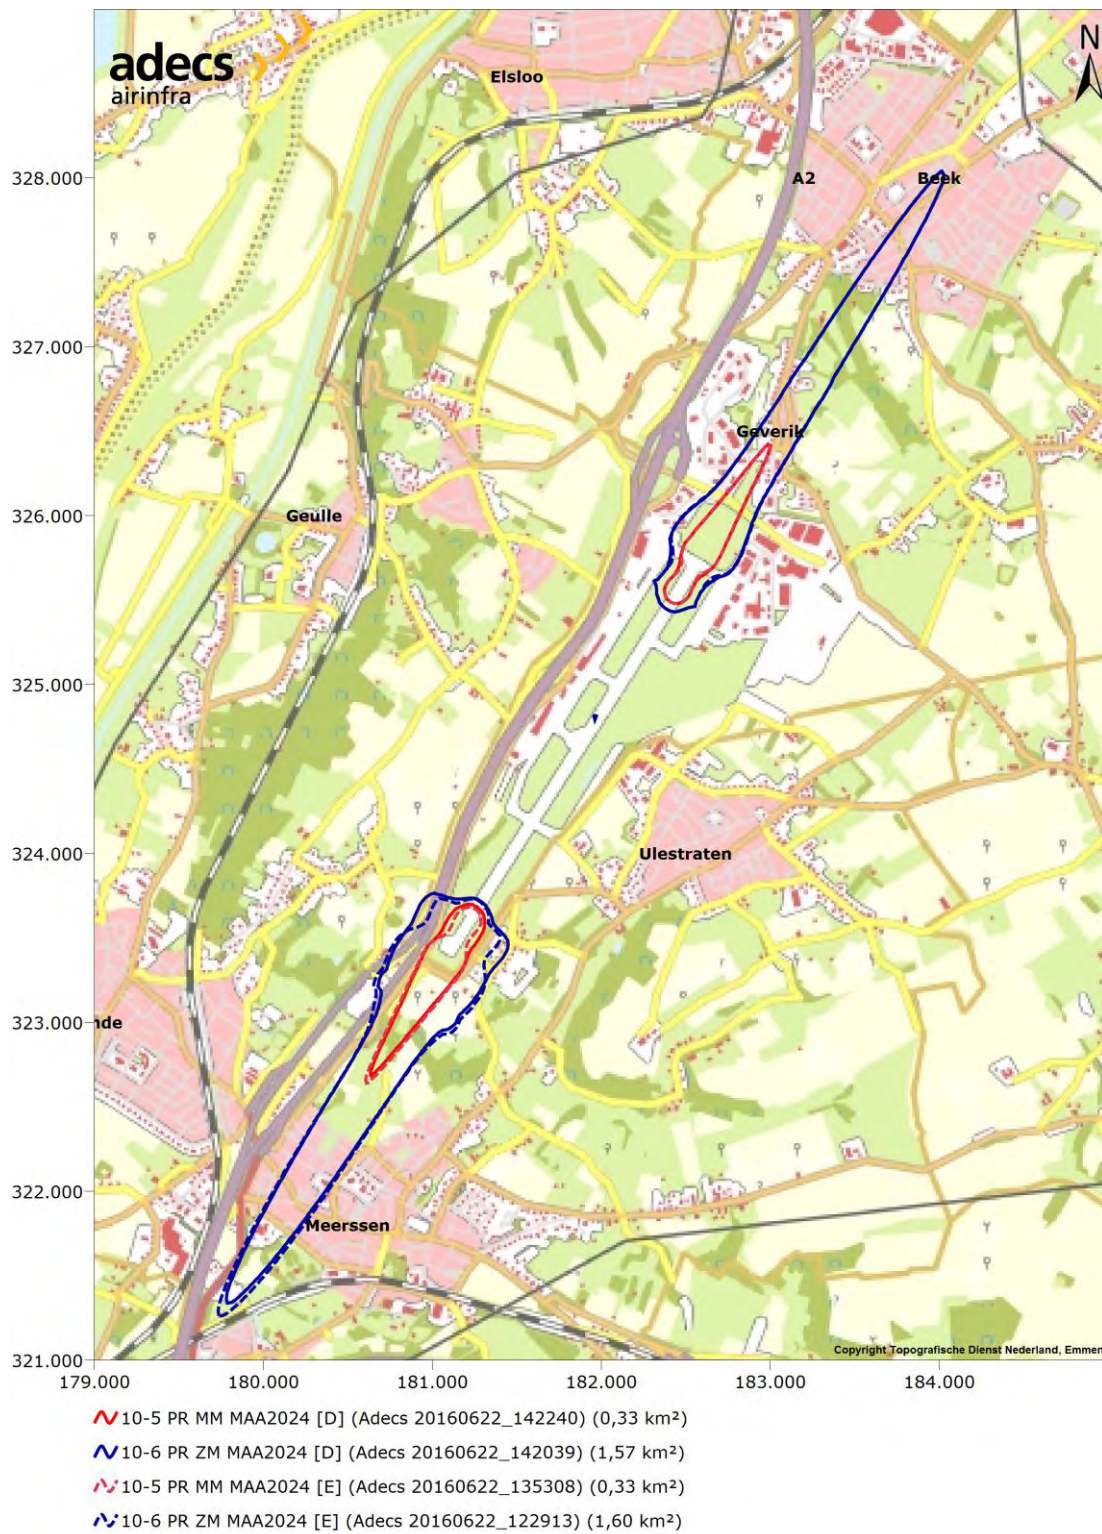 adecs
airinfra
N
Elsloo
328.000
A2
Beek
327.000
Geverik
326.000
Geulle
325.000
324.000
Ulestraten
323.000
nde
322.000
Meerssen
321.000
Copyright Topografische Dienst Nederland, Emmen
179.000 180.000 181.000 182.000 183.000 184.000
10-5 PR MM MAA2024 [D] (Adecs 20160622_142240) (0,33 km²)
10-6 PR ZM MAA2024 [D] (Adecs 20160622_142039) (1,57 km²)
10-5 PR MM MAA2024 [E] (Adecs 20160622_135308) (0,33 km²)
10-6 PR ZM MAA2024 [E] (Adecs 20160622_122913) (1,60 km²)